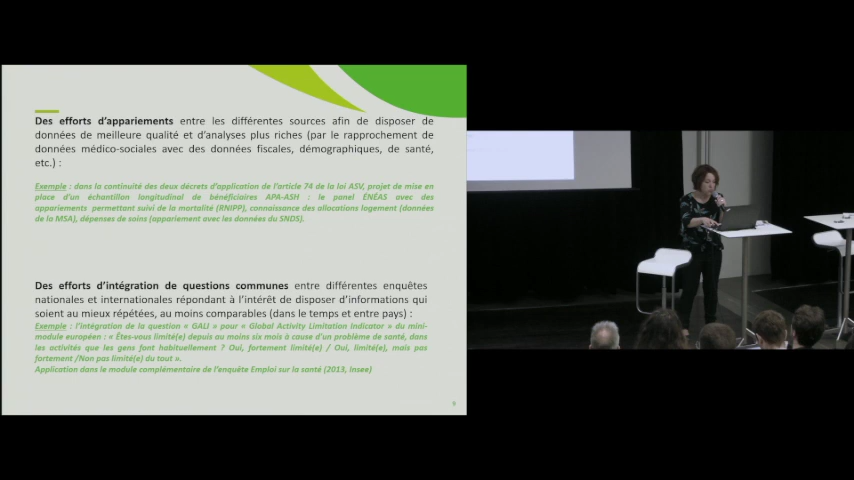 Des efforts d'appariements entre les différentes sources afin de disposer de
données de meilleure qualité et d'analyses plus riches (par le rapprochement de
données médico-sociales avec des données fiscales, démographiques, de santé,
etc.) :
Exemple : dans la continuité des deux décrets d'application de l'article 74 de la loi ASV, projet de mise en
place d'un échantillon longitudinal de bénéficiaires APA-ASH : le panel ÉNÉAS avec des
appariements permettant suivi de la mortalité (RNIPP), connaissance des allocations logement (données
de la MSA), dépenses de soins (appariement avec les données du SNDS).
Des efforts d'intégration de questions communes entre différentes enquêtes
nationales et internationales répondant à l'intérêt de disposer d'informations qui
soient au mieux répétées, au moins comparables (dans le temps et entre pays) :
Exemple : l'intégration de la question « GALI » pour « Global Activity Limitation Indicator » du mini-
module européen : « Êtes-vous limité(e) depuis au moins six mois à cause d'un problème de santé, dans
les activités que les gens font habituellement ? Oui, fortement limité(e) / Oui, limité(e), mais pas
fortement /Non pas limité(e) du tout ».
Application dans le module complémentaire de l'enquête Emploi sur la santé (2013, Insee)
9